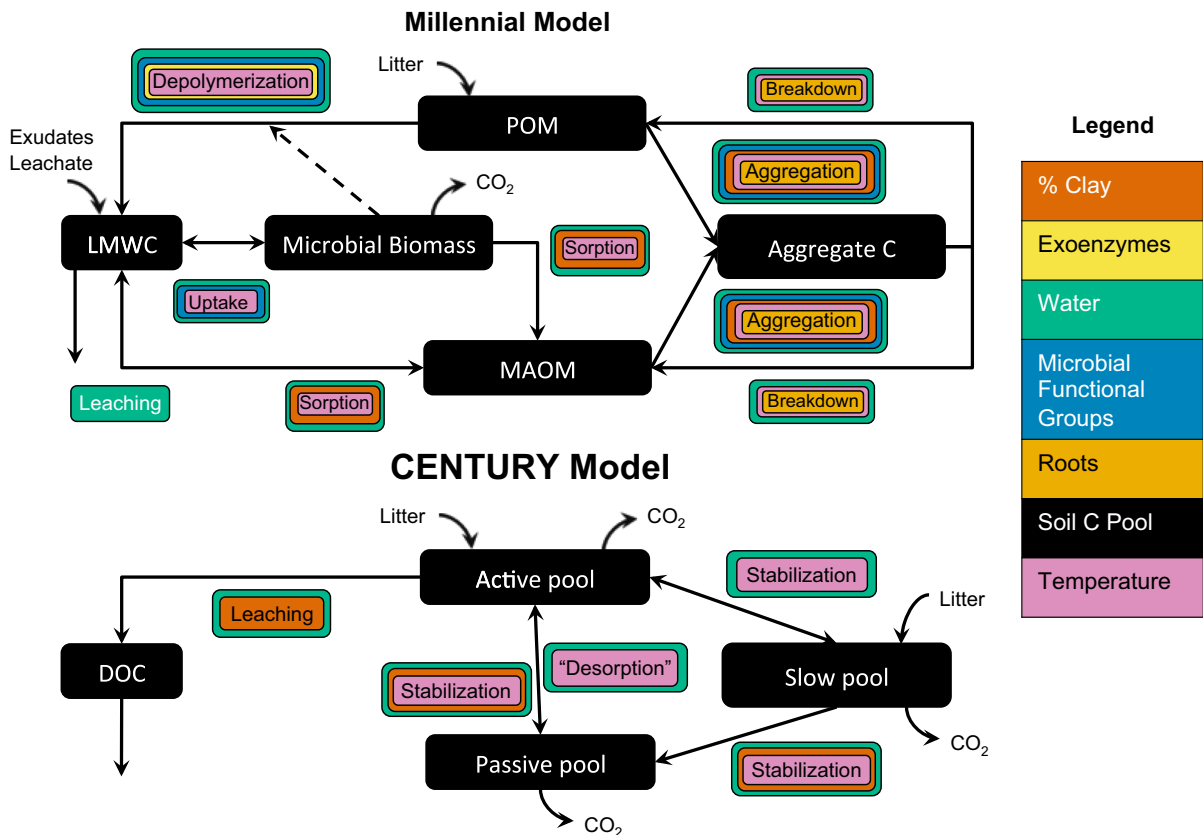 Millennial Model
Litter
Depolymerization
Breakdown
POM
Legend
Exudates
Leachate
Aggregation
% Clay
CO2
LMWC
Microbial Biomass
Sorption
Aggregate C
Exoenzymes
Water
Uptake
Aggregation
Microbial
Functional
Groups
MAOM
Leaching
Sorption
Breakdown
Roots
CENTURY Model
Litter
CO2
Soil C Pool
Active pool
Stabilization
Temperature
Leaching
Litter
DOC
"Desorption"
Stabilization
Slow pool
Passive pool
Stabilization
CO2
CO2